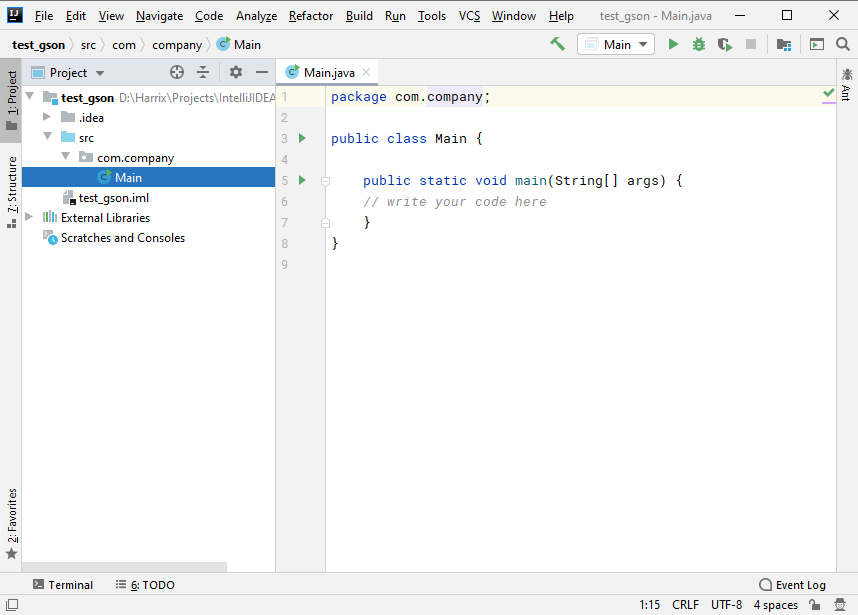 File Edit View Navigate Code Analyze Refactor Build Run Tools VCS Window Help test_gson - Main.java
test_gson src com company Main
Main
Project
Main.java
1: Project
7: Structure
2: Favorites
test_gson D:\Harrix\Projects\IntelliJIDEA
.idea
src
com.company
Main
test_gson.iml
External Libraries
Scratches and Consoles
1 package com.company;
2
3 public class Main {
4
5 public static void main(String[] args) {
6 // write your code here
7 }
8 }
9
Ant
Terminal 6: TODO Event Log
1:15 CRLF UTF-8 4 spaces